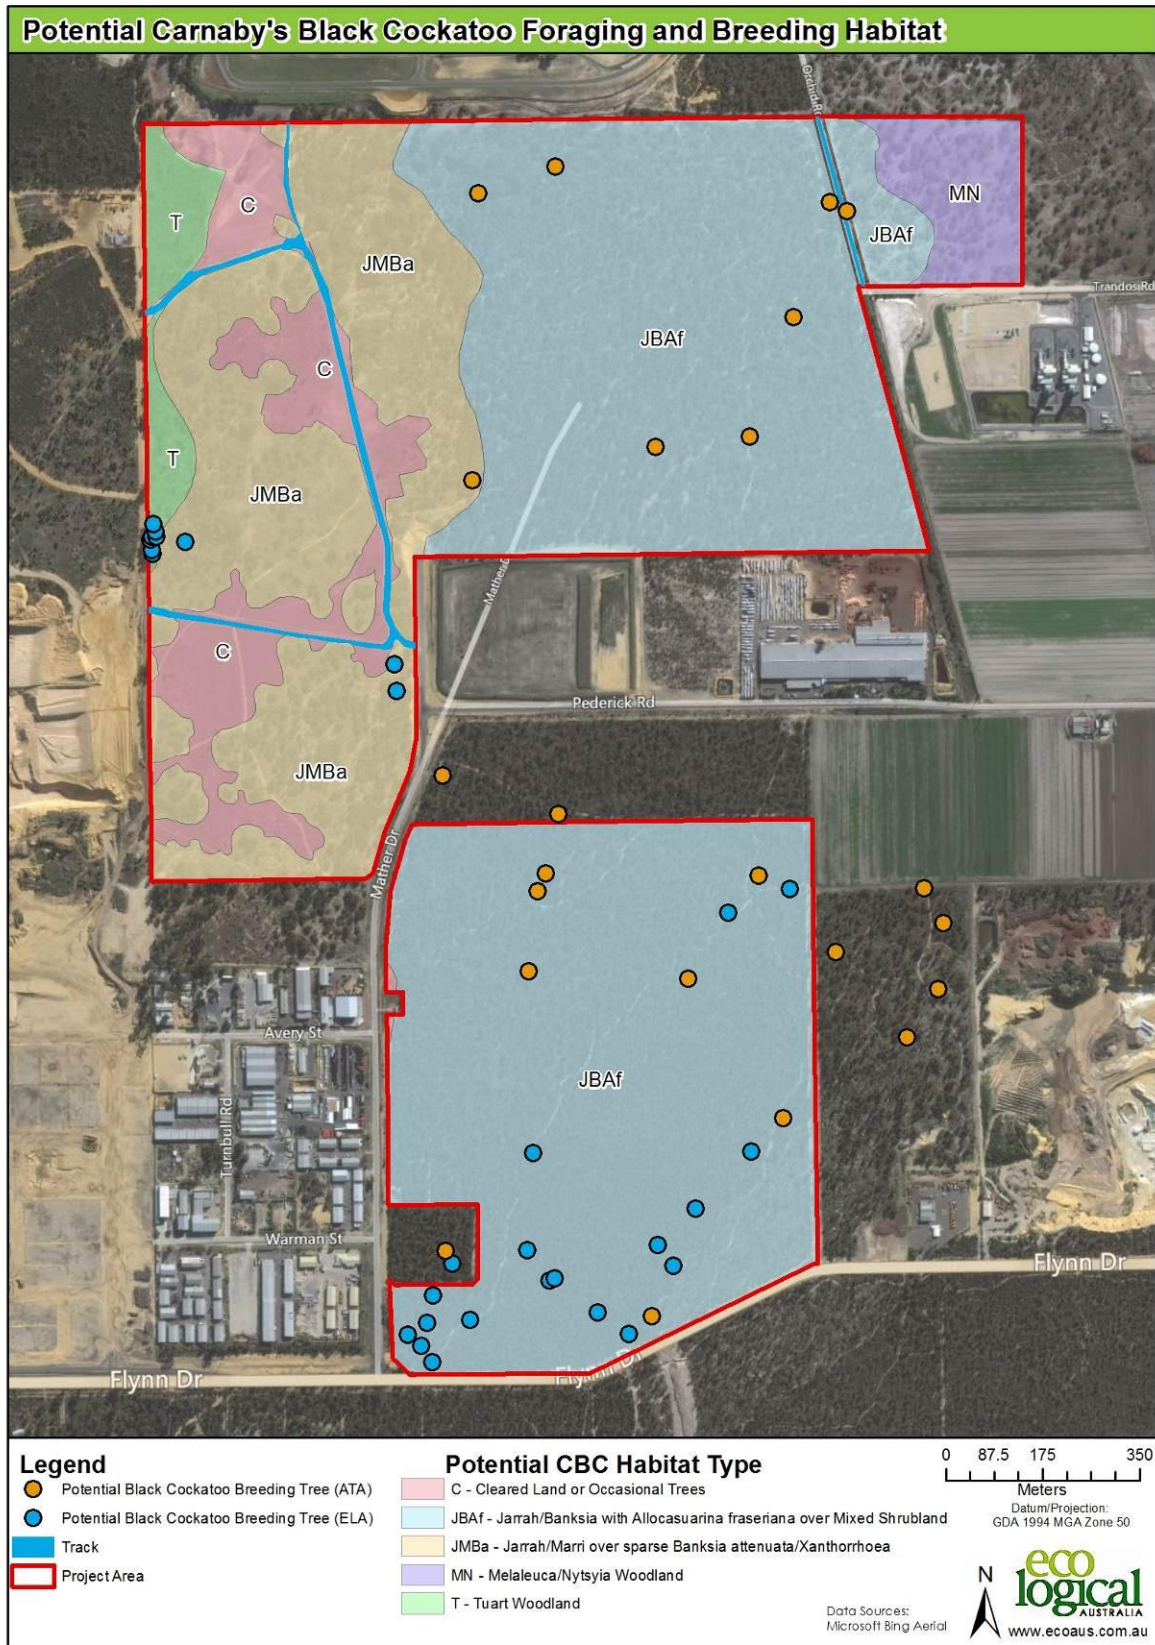 Potential Carnaby's Black Cockatoo Foraging and Breeding Habitat
Orchid Rd
T
C
JMBa
JBAf
MN
Trandos Rd
JBAf
C
T
JMBa
Mather D
C
Pederick Rd
JMBa
Mather Dr
Avery St
JBAf
Turnbull Rd
Warman St
Flynn Dr
Flynn Dr
Flynn Dr
Legend
Potential Black Cockatoo Breeding Tree (ATA)
Potential Black Cockatoo Breeding Tree (ELA)
Track
Project Area
Potential CBC Habitat Type
C - Cleared Land or Occasional Trees
JBAf - Jarrah/Banksia with Allocasuarina fraseriana over Mixed Shrubland
JMBa - Jarrah/Marri over sparse Banksia attenuata/Xanthorrhoea
MN - Melaleuca/Nytsyia Woodland
T - Tuart Woodland
0 87.5 175 350
Meters
Datum/Projection:
GDA 1994 MGA Zone 50
N
eco
logical
AUSTRALIA
www.ecoaus.com.au
Data Sources:
Microsoft Bing Aerial